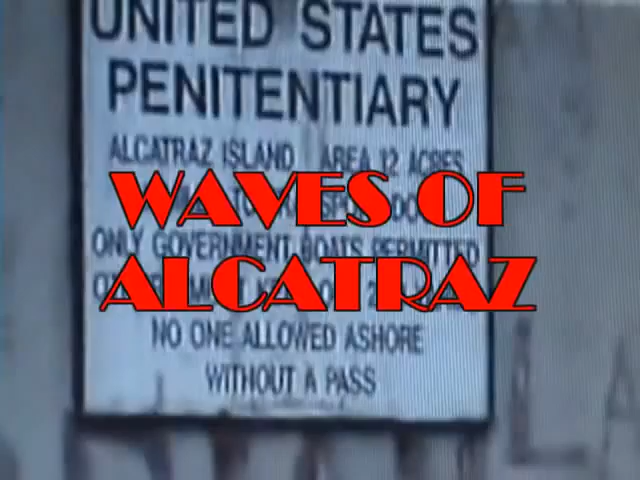 UNITED STATES
PENITENTIARY
ALCATRAZ ISLAND AREA 12 ACRES
WAVES OF
ONLY GOVERNMENT BOATS PERMITTED
ALCATRAZ
NO ONE ALLOWED ASHORE
WITHOUT A PASS